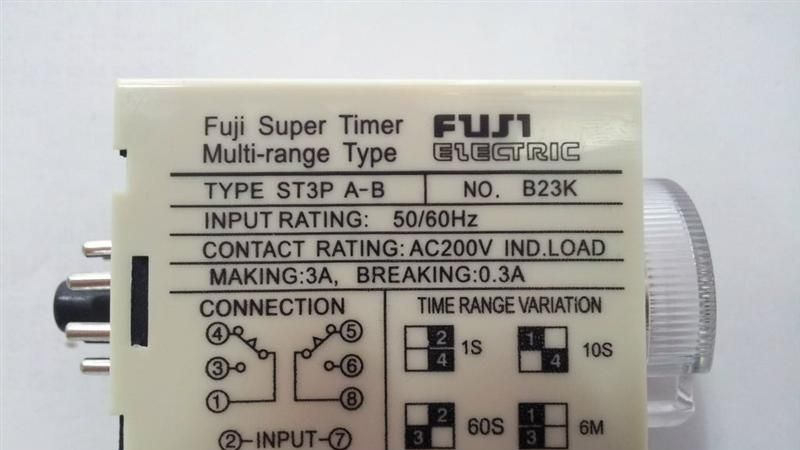 Fuji Super Timer
Multi-range Type
FUJI
ELECTRIC
TYPE ST3P A-B
NO. B23K
INPUT RATING: 50/60Hz
CONTACT RATING: AC200V IND.LOAD
MAKING:3A, BREAKING:0.3A
CONNECTION
4 5
3 6
1 8
2-INPUT-7
TIME RANGE VARIATiON
2 4 1S
1 4 10S
2 3 60S
1 3 6M